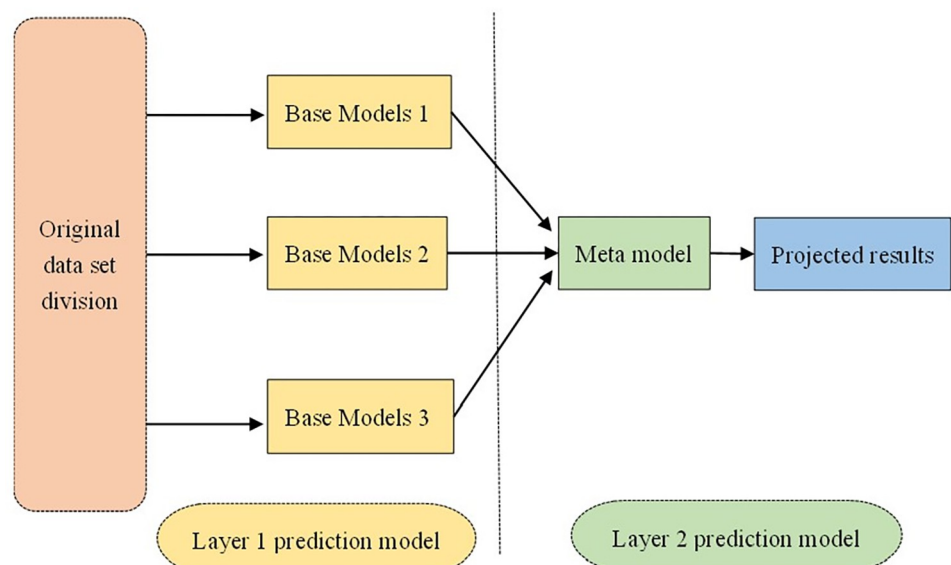 Original
data set
division
Base Models 1
Base Models 2
Base Models 3
Meta model
Projected results
Layer 1 prediction model
Layer 2 prediction model